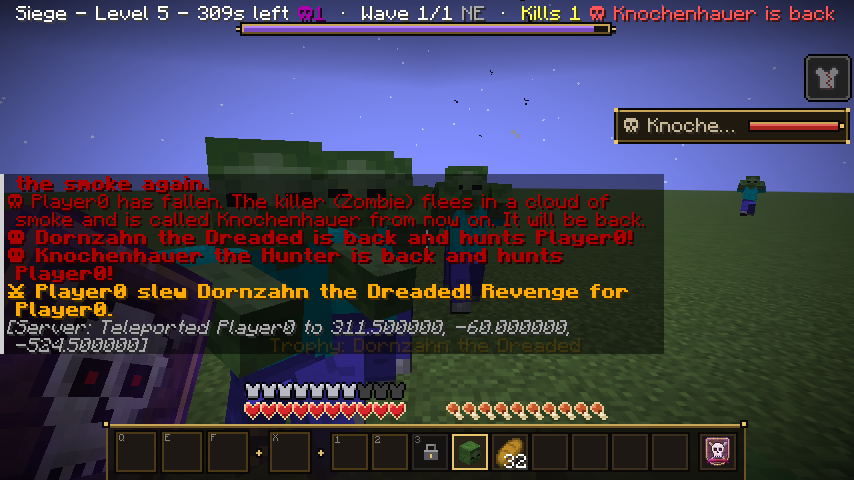 Siege - Level 5 - 309s left 1 · Wave 1/1 NE · Kills 1 Knochenhauer is back
Knoche...
the smoke again.
Player0 has fallen. The killer (Zombie) flees in a cloud of
smoke and is called Knochenhauer from now on. It will be back.
Dornzahn the Dreaded is back and hunts Player0!
Knochenhauer the Hunter is back and hunts
Player0!
Player0 slew Dornzahn the Dreaded! Revenge for
Player0.
[Server: Teleported Player0 to 311.500000, -60.000000,
-524.500000]
Trophy: Dornzahn the Dreaded
Q E F + X + 1 2 3 32